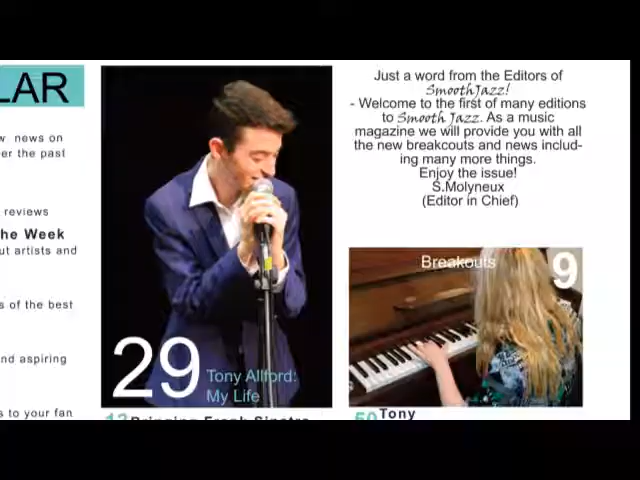 LAR
news on
er the past
reviews
he Week
ut artists and
s of the best
nd aspiring
s to your fan
29
Tony Allford:
My Life
Just a word from the Editors of
SmoothJazz!
- Welcome to the first of many editions
to Smooth Jazz. As a music
magazine we will provide you with all
the new breakouts and news includ-
ing many more things.
Enjoy the issue!
S.Molyneux
(Editor in Chief)
Breakouts
9
50 Tony